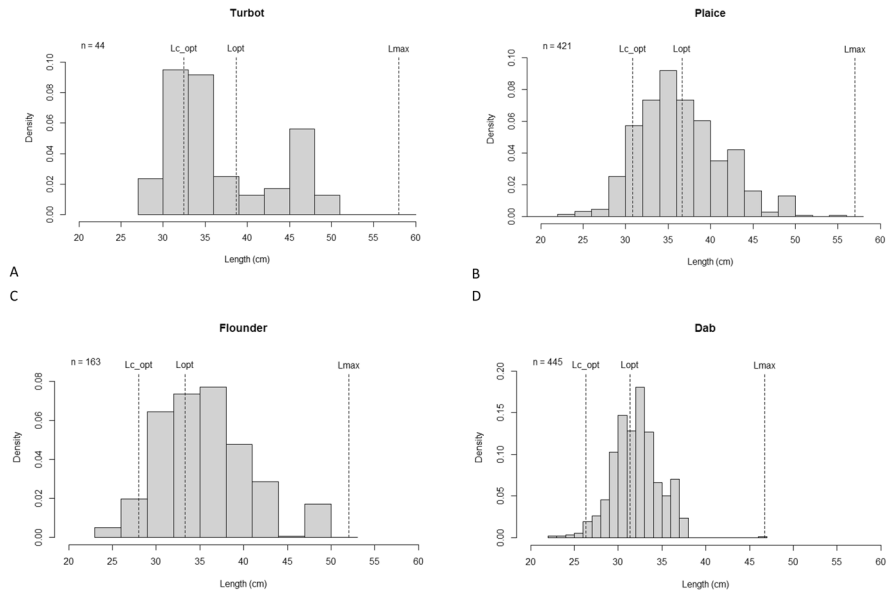 Turbot
n = 44
Lc_opt
Lopt
Lmax
Density
0.00
0.02
0.04
0.06
0.08
0.10
20 25 30 35 40 45 50 55 60
Length (cm)
A
Plaice
n = 421
Lc_opt
Lopt
Lmax
Density
0.00
0.02
0.04
0.06
0.08
0.10
20 25 30 35 40 45 50 55 60
Length (cm)
B
C
Flounder
n = 163
Lc_opt
Lopt
Lmax
Density
0.00
0.02
0.04
0.06
0.08
20 25 30 35 40 45 50 55 60
Length (cm)
D
Dab
n = 445
Lc_opt
Lopt
Lmax
Density
0.00
0.05
0.10
0.15
0.20
20 25 30 35 40 45 50 55 60
Length (cm)